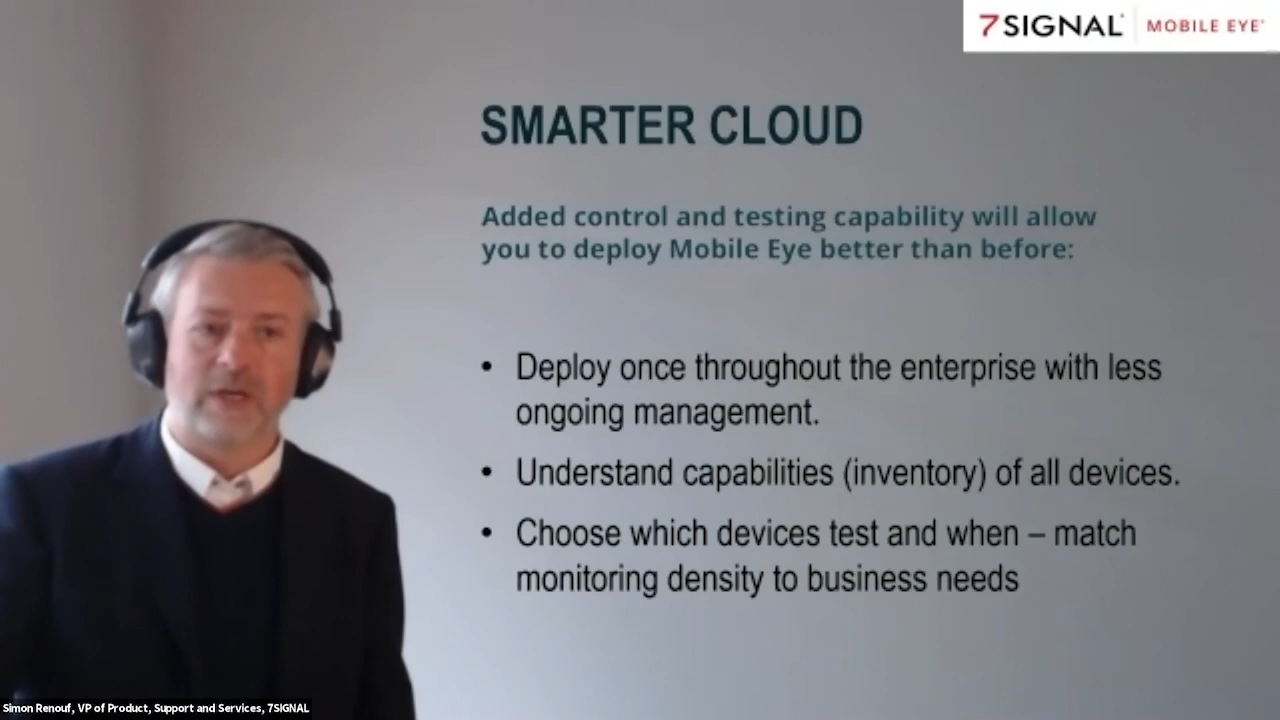 7SIGNAL® | MOBILE EYE®
SMARTER CLOUD
Added control and testing capability will allow
you to deploy Mobile Eye better than before:
• Deploy once throughout the enterprise with less
ongoing management.
• Understand capabilities (inventory) of all devices.
• Choose which devices test and when – match
monitoring density to business needs
Simon Renouf, VP of Product, Support and Services, 7SIGNAL